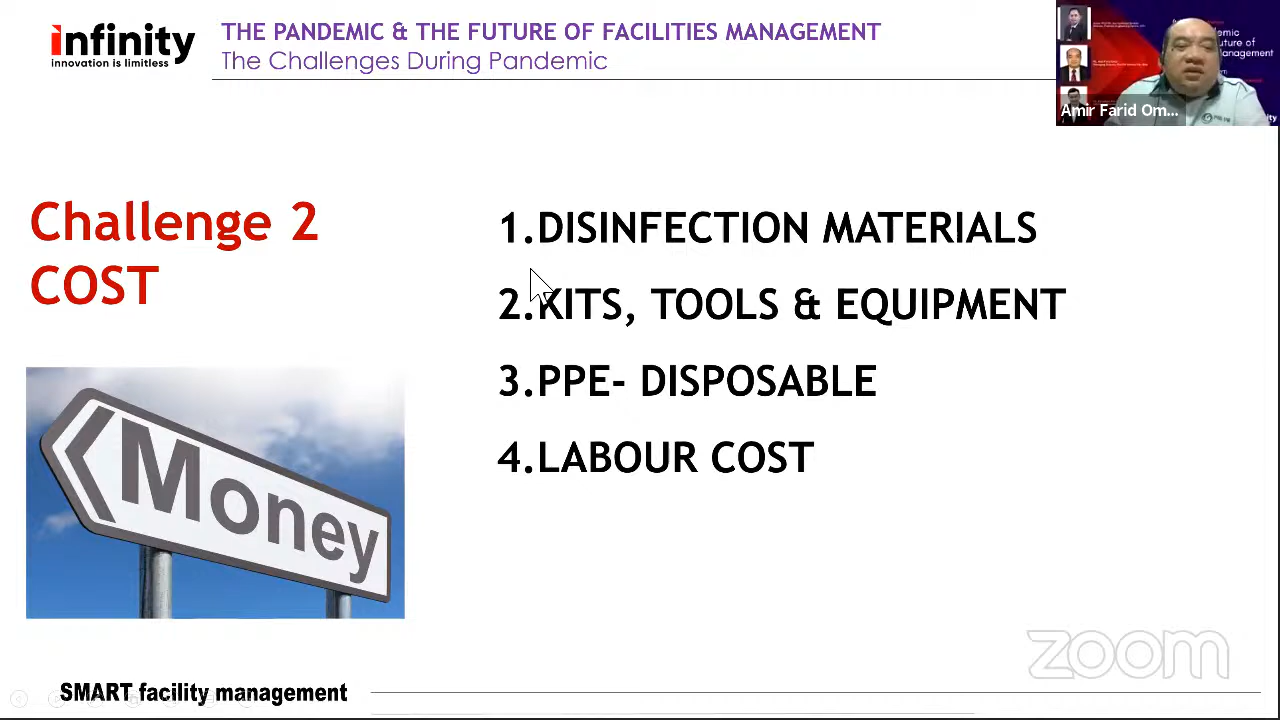 infinity
innovation is limitless
THE PANDEMIC & THE FUTURE OF FACILITIES MANAGEMENT
The Challenges During Pandemic
Amir Farid Om...
Challenge 2
COST
1.DISINFECTION MATERIALS
2.KITS, TOOLS & EQUIPMENT
3.PPE- DISPOSABLE
4.LABOUR COST
Money
zoom
SMART facility management